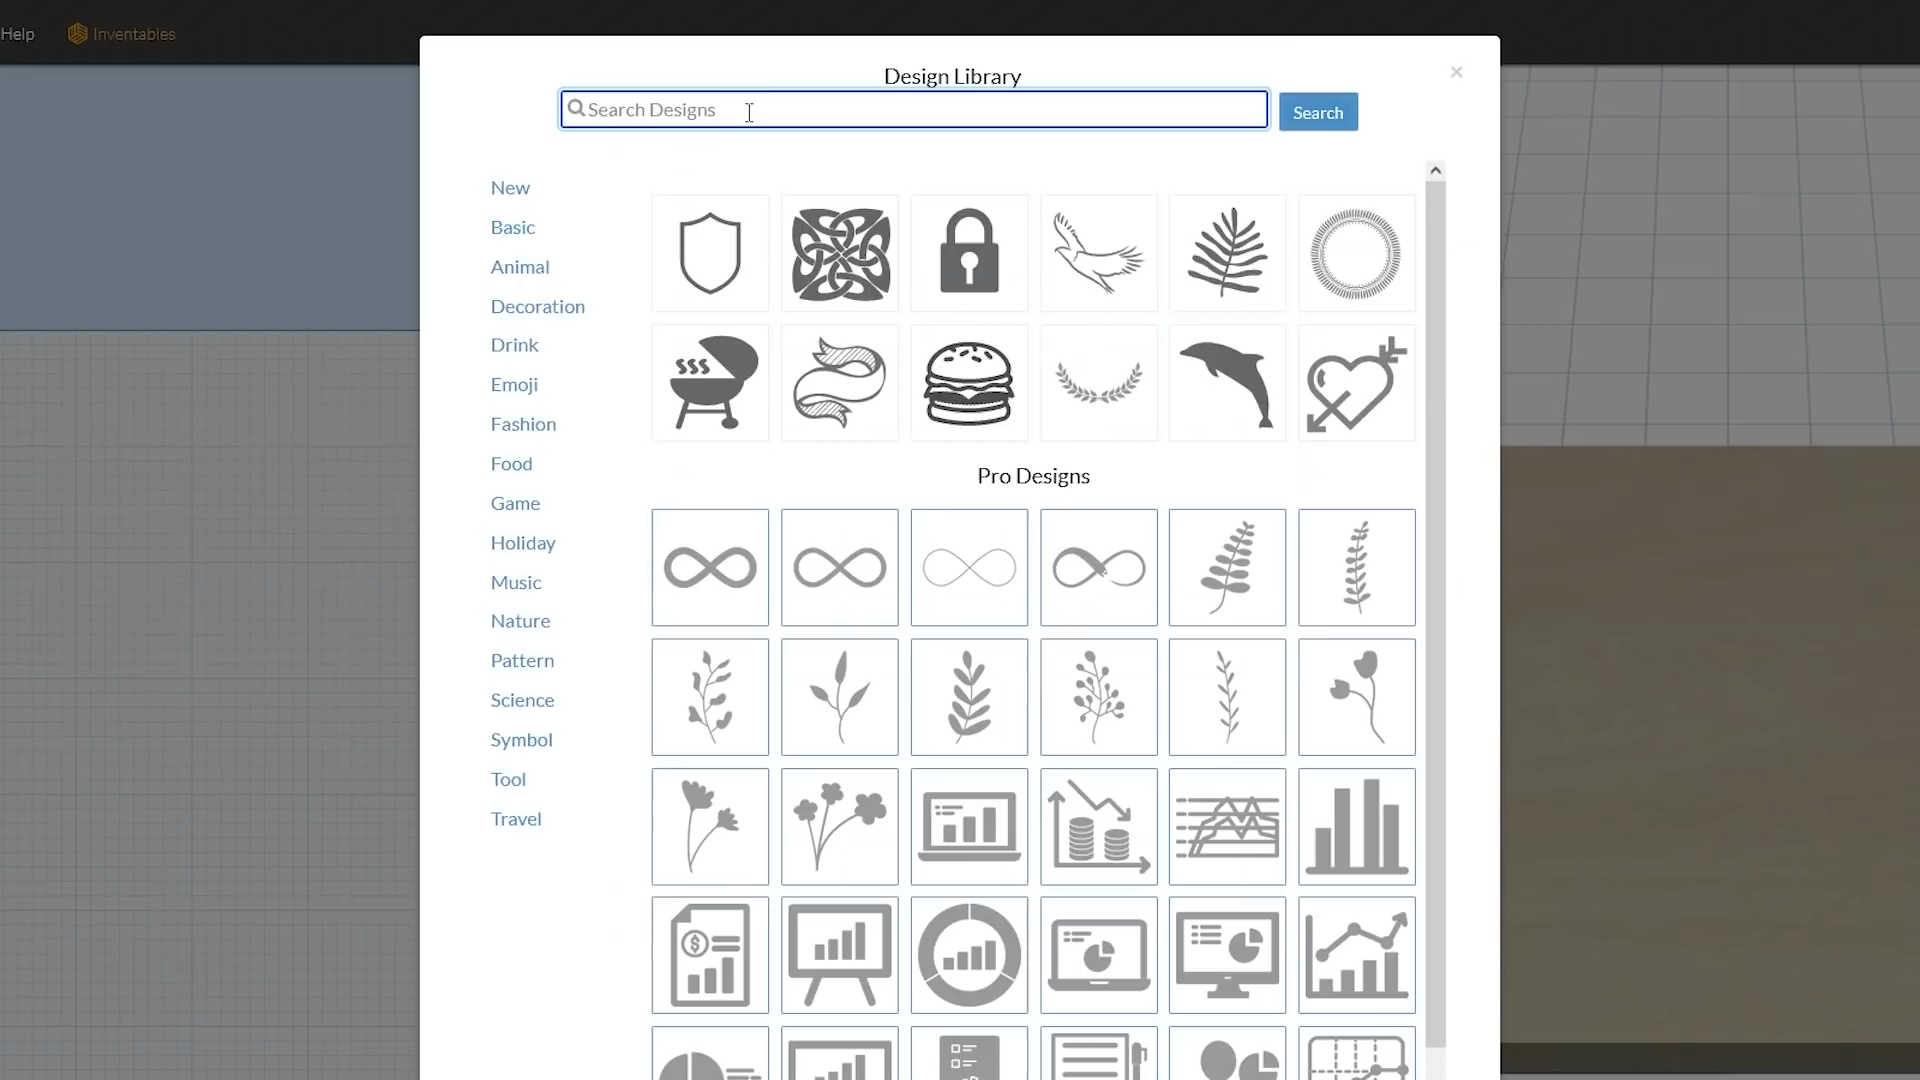 Help
Inventables
Design Library
×
Search Designs
Search
New
Basic
Animal
Decoration
Drink
Emoji
Fashion
Food
Game
Holiday
Music
Nature
Pattern
Science
Symbol
Tool
Travel
Pro Designs
$